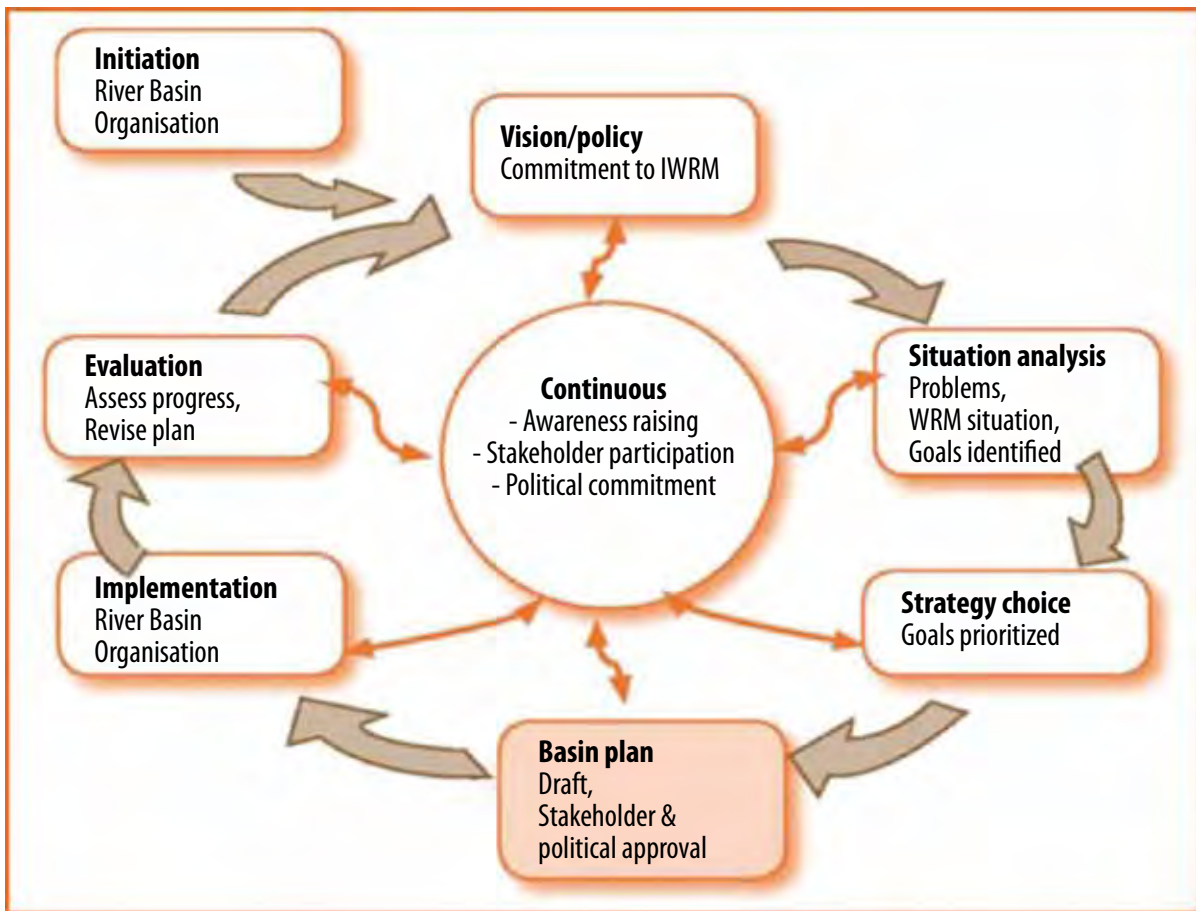 Initiation
River Basin
Organisation
Vision/policy
Commitment to IWRM
Situation analysis
Problems,
WRM situation,
Goals identified
Strategy choice
Goals prioritized
Basin plan
Draft,
Stakeholder &
political approval
Implementation
River Basin
Organisation
Evaluation
Assess progress,
Revise plan
Continuous
- Awareness raising
- Stakeholder participation
- Political commitment